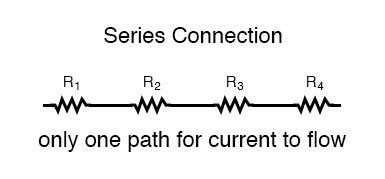 Series Connection
R1 R2 R3 R4
only one path for current to flow